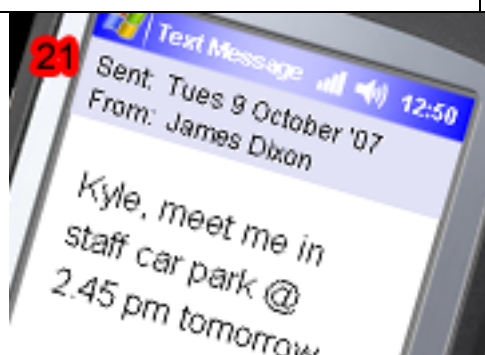 21
Text Message 12:50
Sent: Tues 9 October '07
From: James Dixon
Kyle, meet me in
staff car park @
2.45 pm tomorrow